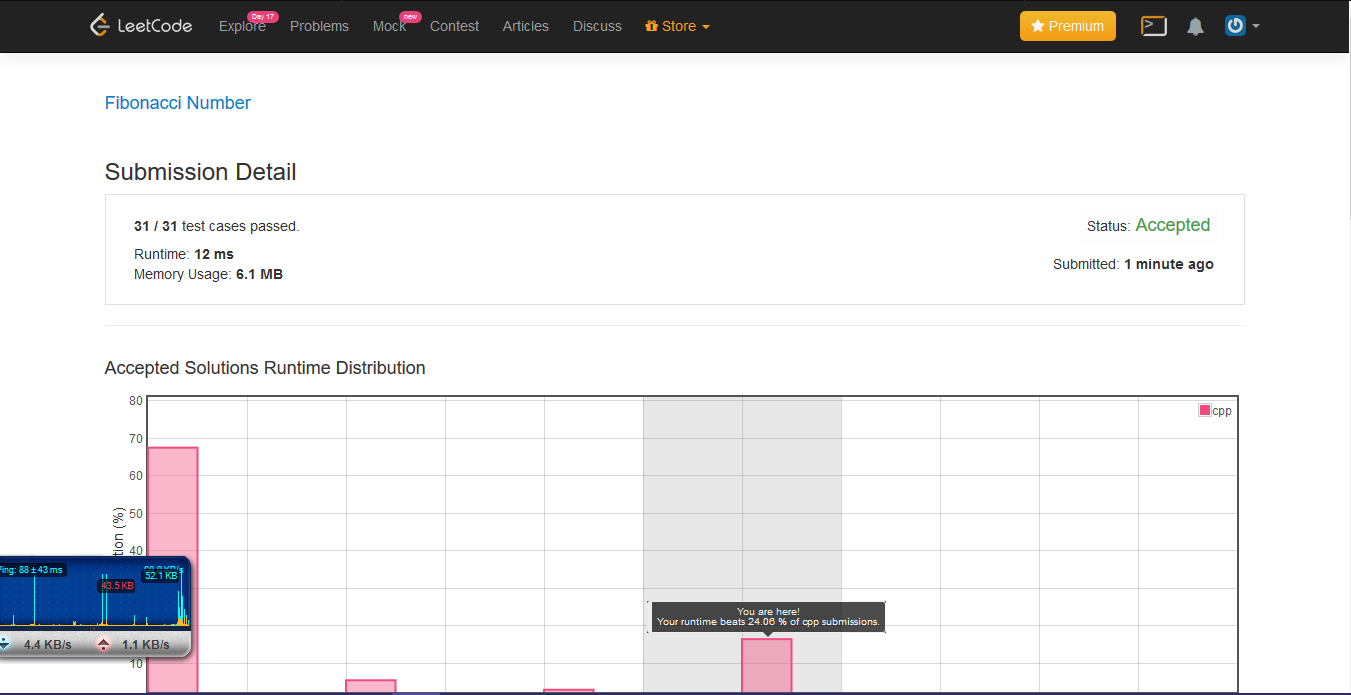 LeetCode Explore Day 17 Problems Mock new Contest Articles Discuss Store Premium
Fibonacci Number
Submission Detail
31 / 31 test cases passed.
Status: Accepted
Runtime: 12 ms
Memory Usage: 6.1 MB
Submitted: 1 minute ago
Accepted Solutions Runtime Distribution
80
cpp
70
60
50
tion (%)
40
Ping: 88 ± 43 ms
52.1 KB
43.5 KB
You are here!
Your runtime beats 24.06 % of cpp submissions.
4.4 KB/s
1.1 KB/s
10